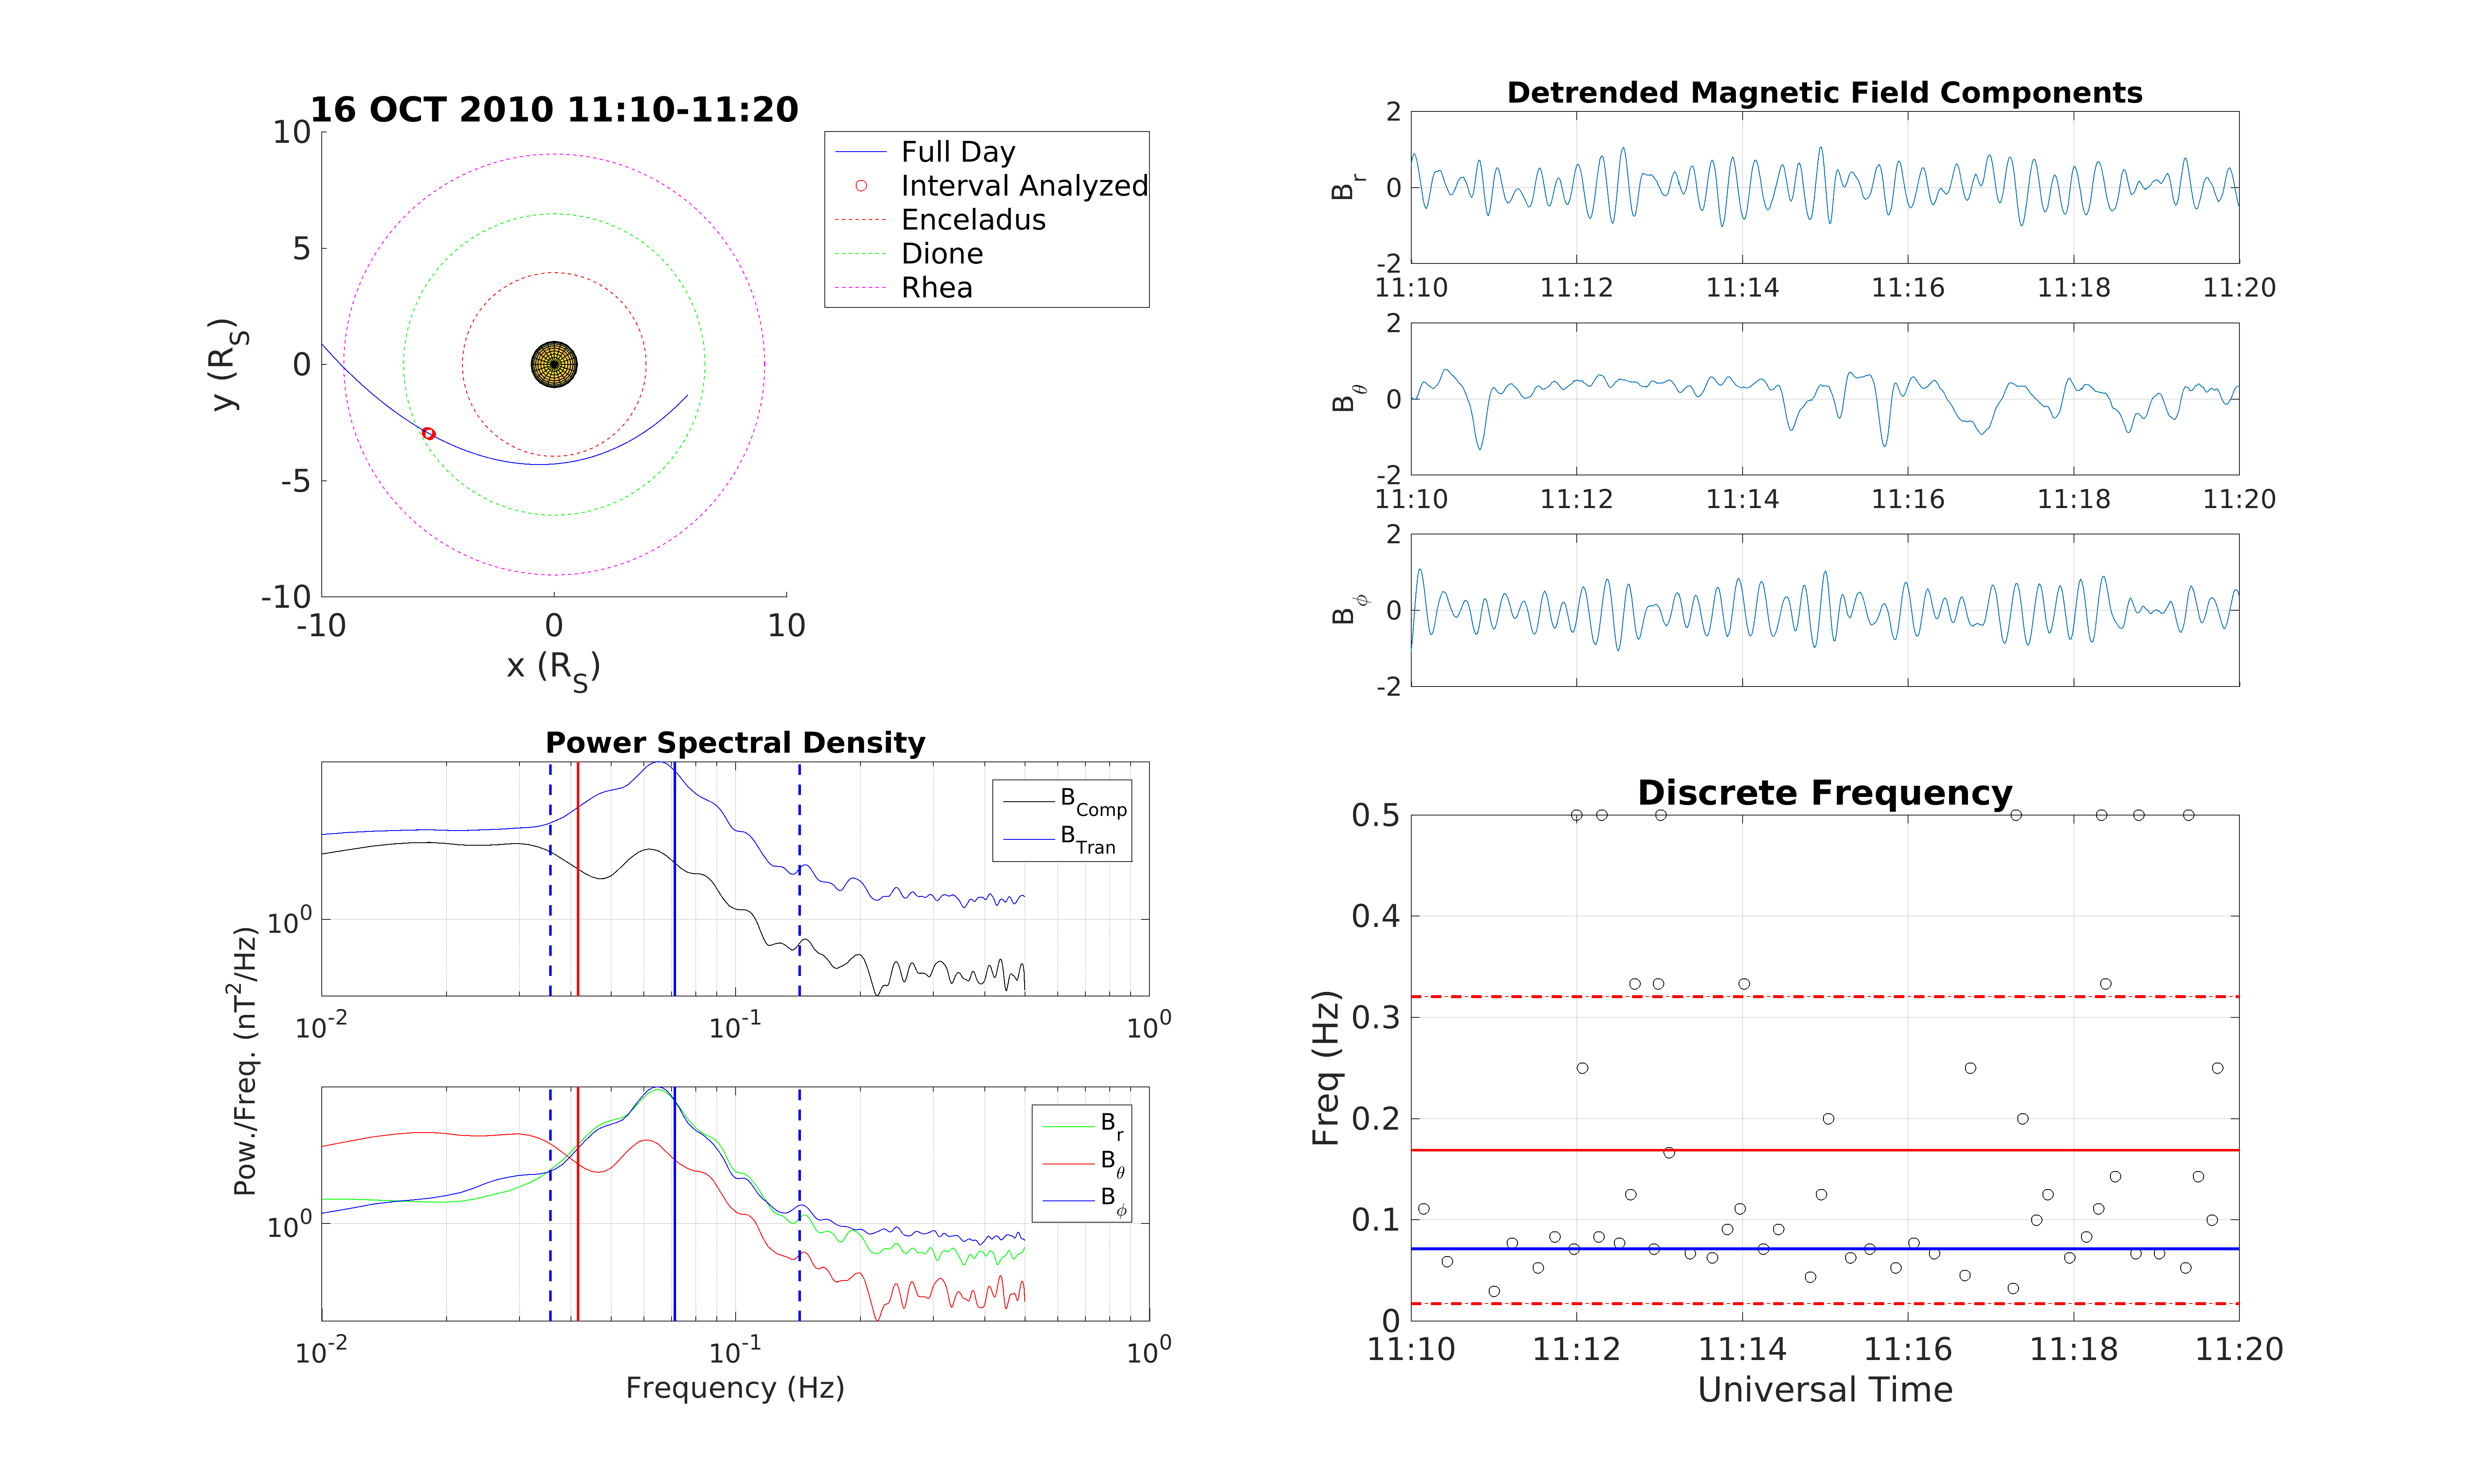 16 OCT 2010 11:10-11:20
10
5
0
-5
-10
-10
0
10
y (R_S)
x (R_S)
Full Day
Interval Analyzed
Enceladus
Dione
Rhea
Detrended Magnetic Field Components
B_r
2
0
-2
11:10
11:12
11:14
11:16
11:18
11:20
B_θ
2
0
-2
11:10
11:12
11:14
11:16
11:18
11:20
B_ϕ
2
0
-2
Power Spectral Density
B_Comp
B_Tran
10^0
10^-2
10^-1
10^0
Pow./Freq. (nT^2/Hz)
B_r
B_θ
B_ϕ
10^0
10^-2
10^-1
10^0
Frequency (Hz)
Discrete Frequency
0.5
0.4
0.3
0.2
0.1
0
Freq (Hz)
11:10
11:12
11:14
11:16
11:18
11:20
Universal Time